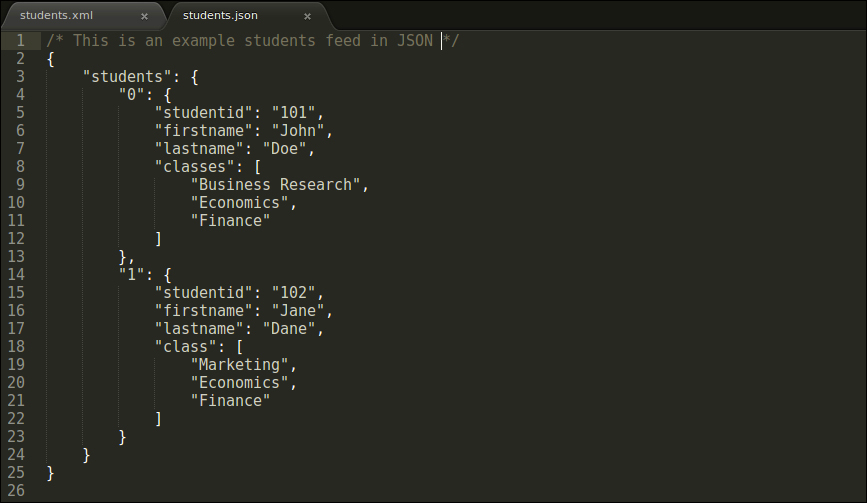 students.xml × students.json ×
1 /* This is an example students feed in JSON */
2 {
3     "students": {
4         "0": {
5             "studentid": "101",
6             "firstname": "John",
7             "lastname": "Doe",
8             "classes": [
9                 "Business Research",
10                 "Economics",
11                 "Finance"
12             ]
13         },
14         "1": {
15             "studentid": "102",
16             "firstname": "Jane",
17             "lastname": "Dane",
18             "class": [
19                 "Marketing",
20                 "Economics",
21                 "Finance"
22             ]
23         }
24     }
25 }
26